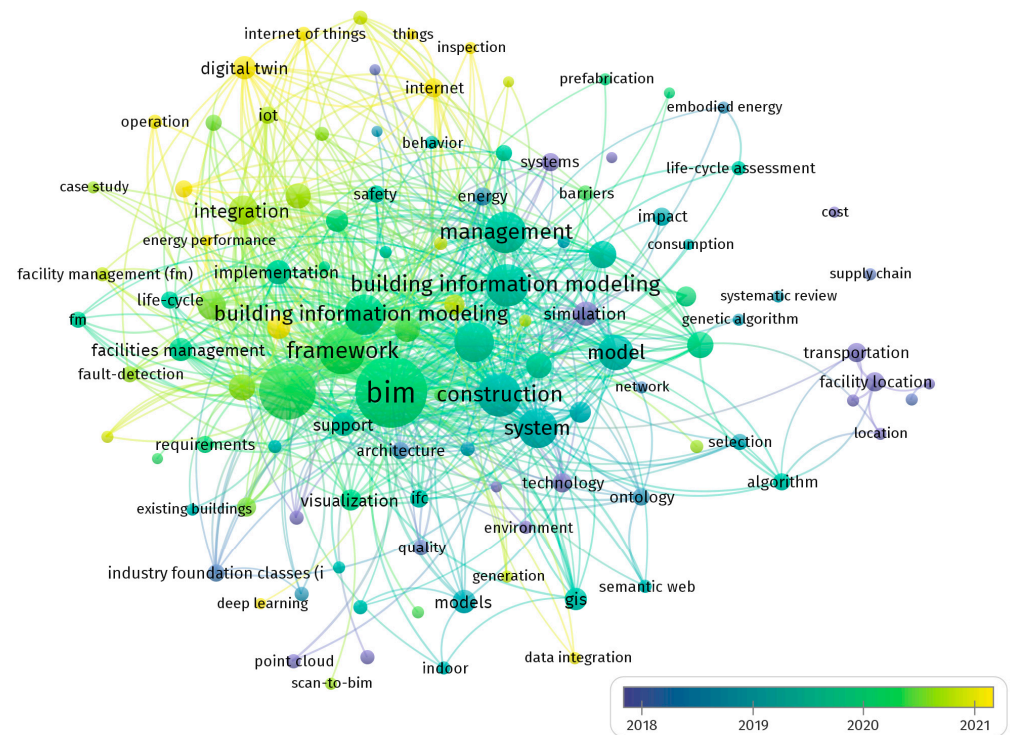 internet of things
things
inspection
digital twin
prefabrication
internet
embodied energy
iot
operation
behavior
systems
life-cycle assessment
case study
safety
energy
barriers
integration
impact
cost
management
energy performance
consumption
facility management (fm)
implementation
supply chain
building information modeling
life-cycle
systematic review
building information modeling
simulation
fm
genetic algorithm
facilities management
framework
model
transportation
fault-detection
network
facility location
bim
construction
support
system
location
requirements
architecture
selection
technology
algorithm
existing buildings
visualization
ifc
ontology
environment
quality
industry foundation classes (i
generation
semantic web
deep learning
models
gis
point cloud
indoor
data integration
scan-to-bim
2018
2019
2020
2021